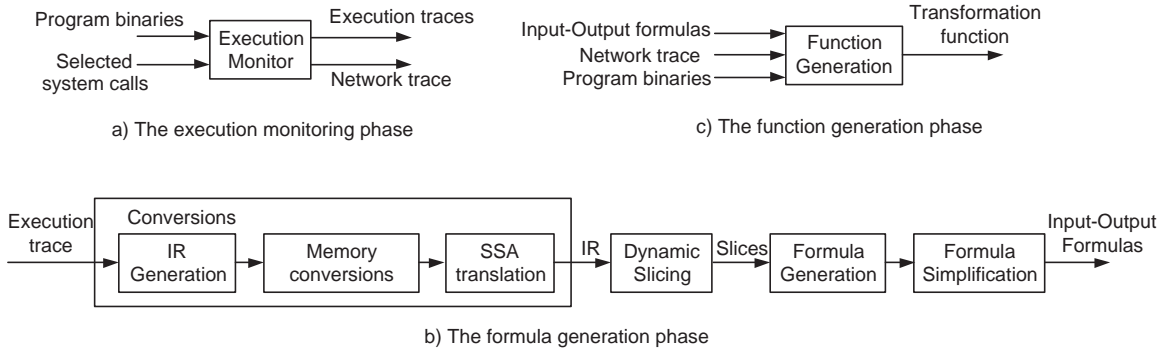 Program binaries
Selected
system calls
Execution
Monitor
Execution traces
Network trace
a) The execution monitoring phase
Input-Output formulas
Network trace
Program binaries
Function
Generation
Transformation
function
c) The function generation phase
Execution
trace
Conversions
IR
Generation
Memory
conversions
SSA
translation
IR
Dynamic
Slicing
Slices
Formula
Generation
Formula
Simplification
Input-Output
Formulas
b) The formula generation phase